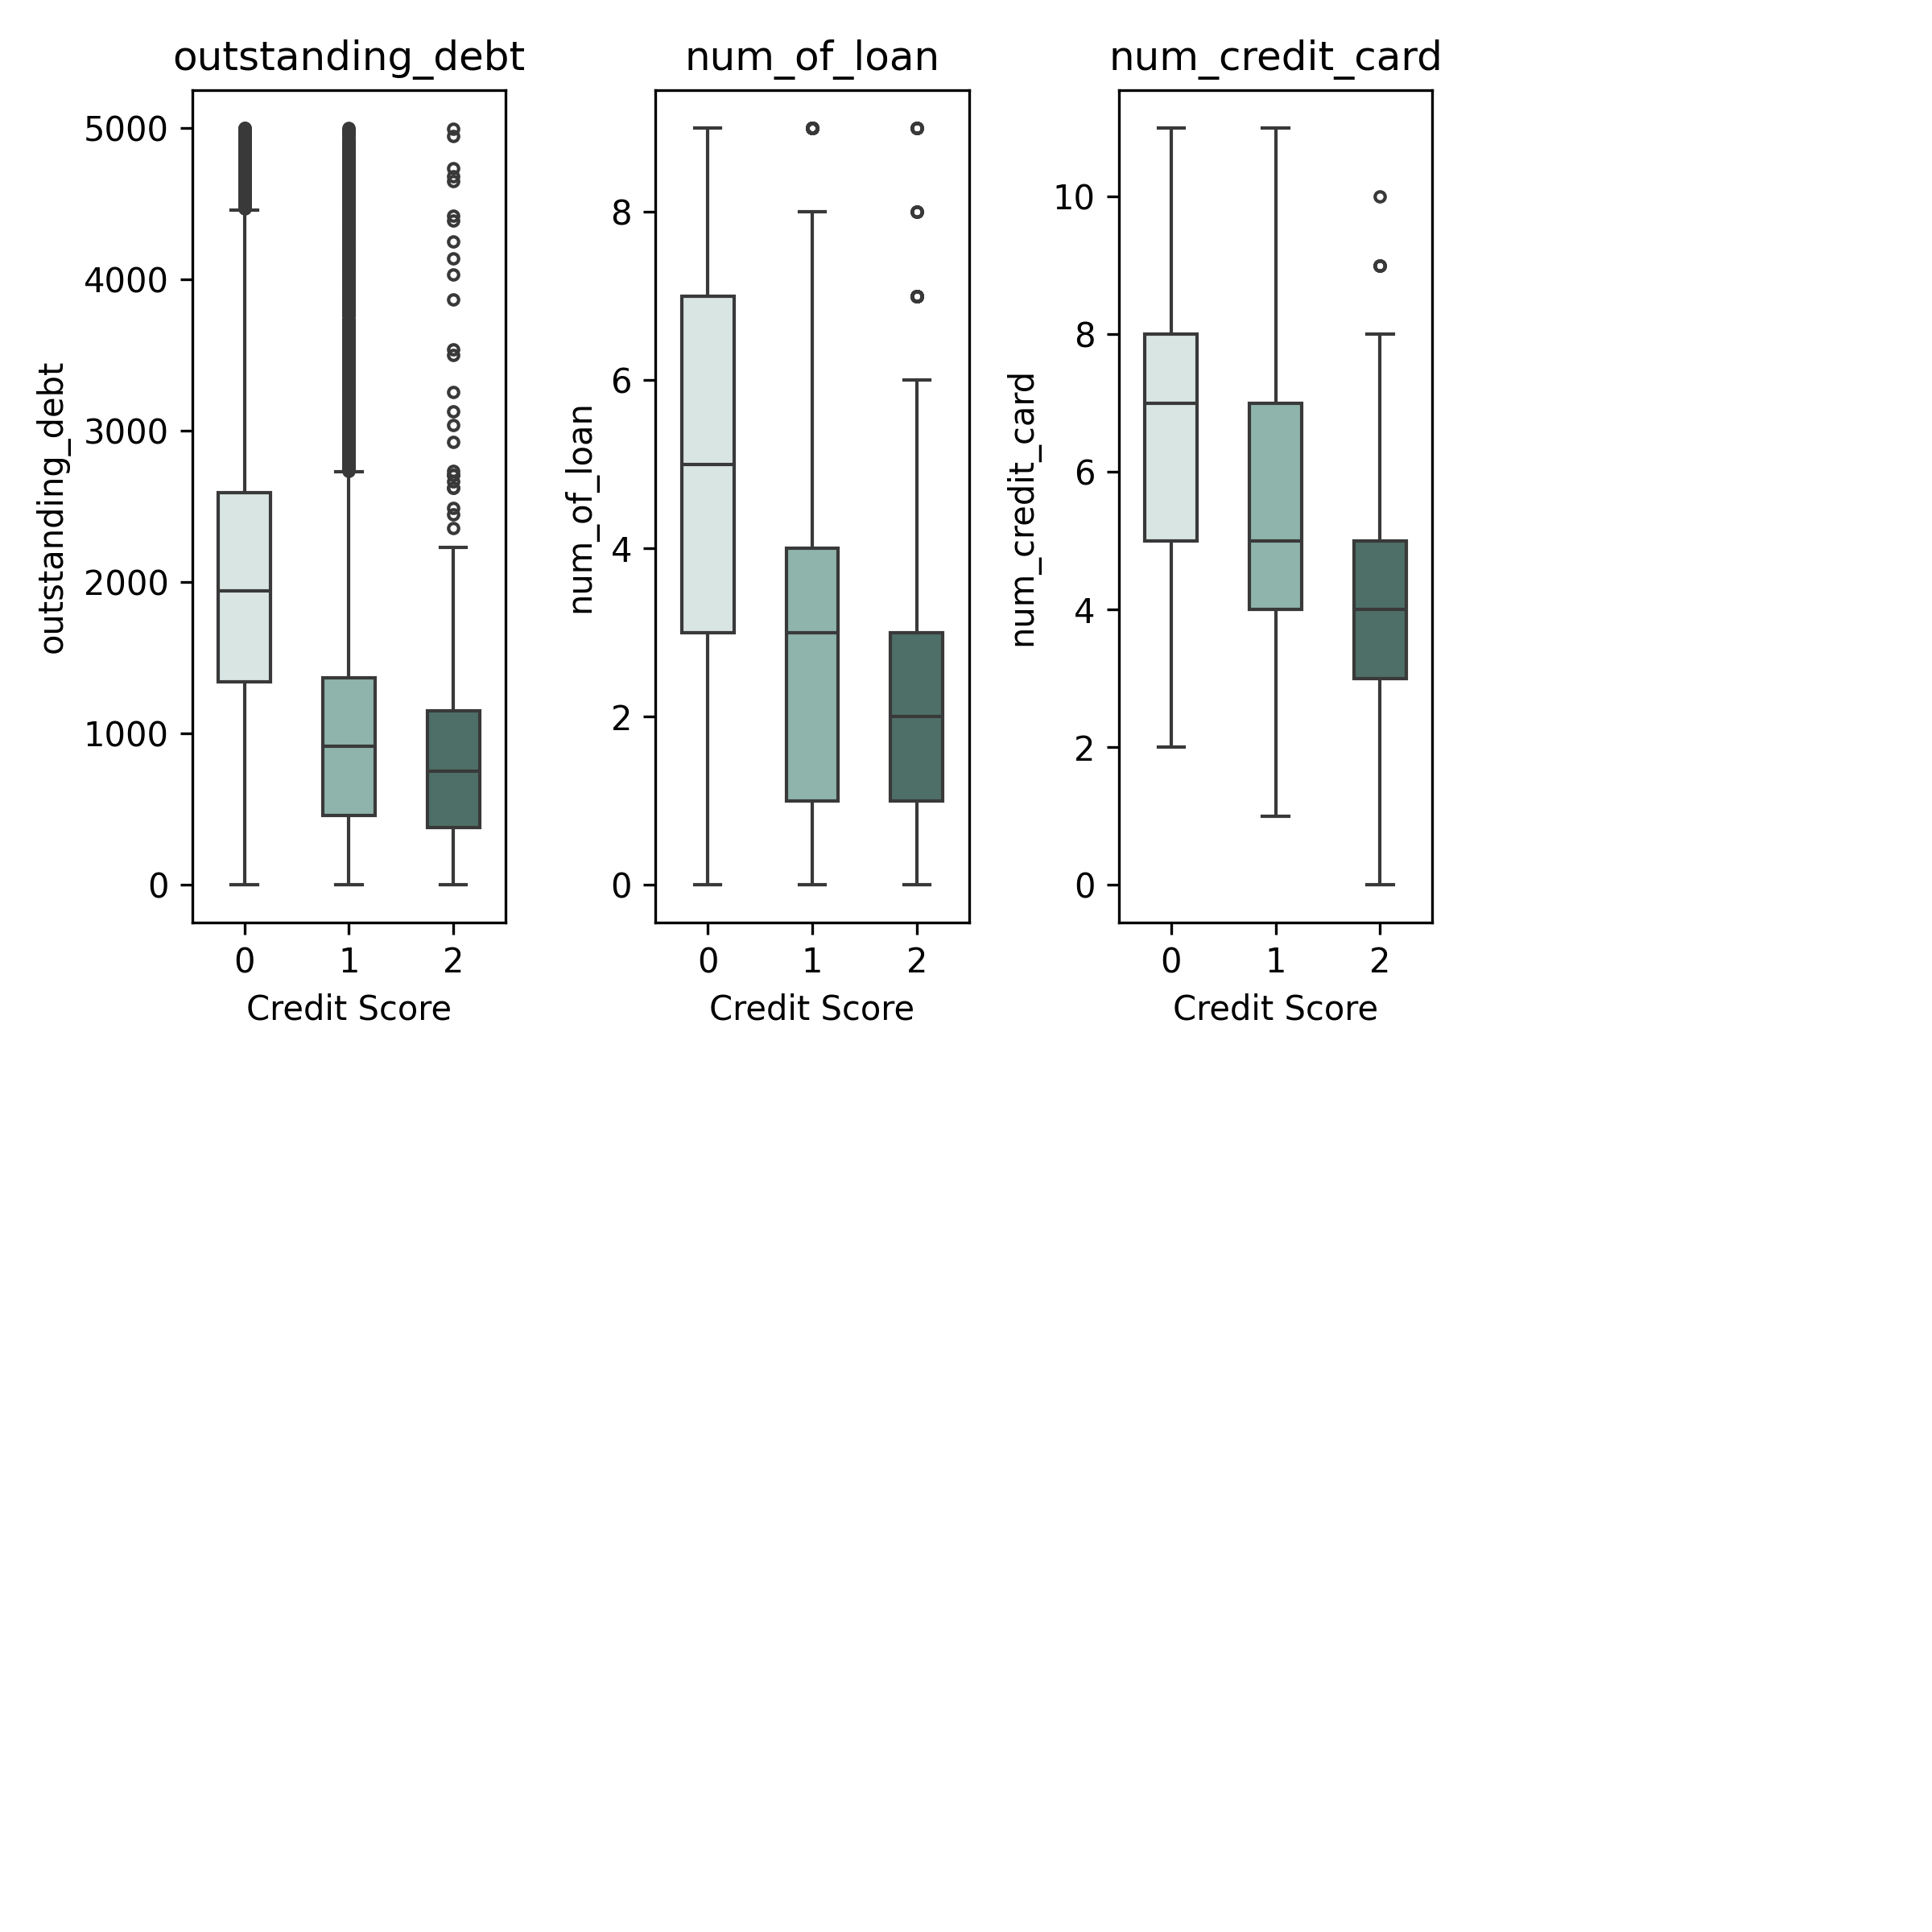 outstanding_debt
outstanding_debt
5000
4000
3000
2000
1000
0
0 1 2
Credit Score
num_of_loan
num_of_loan
8
6
4
2
0
0 1 2
Credit Score
num_credit_card
num_credit_card
10
8
6
4
2
0
0 1 2
Credit Score